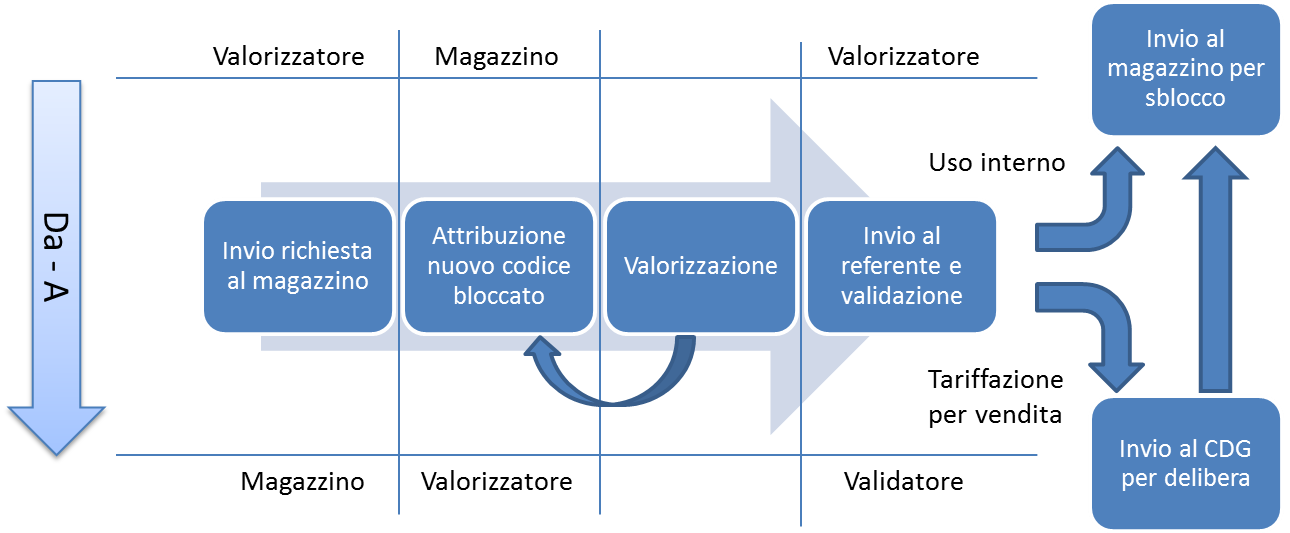 Valorizzatore
Magazzino
Valorizzatore
Invio al
magazzino per
sblocco
Uso interno
Da - A
Invio richiesta
al magazzino
Attribuzione
nuovo codice
bloccato
Valorizzazione
Invio al
referente e
validazione
Tariffazione
per vendita
Invio al CDG
per delibera
Magazzino
Valorizzatore
Validatore